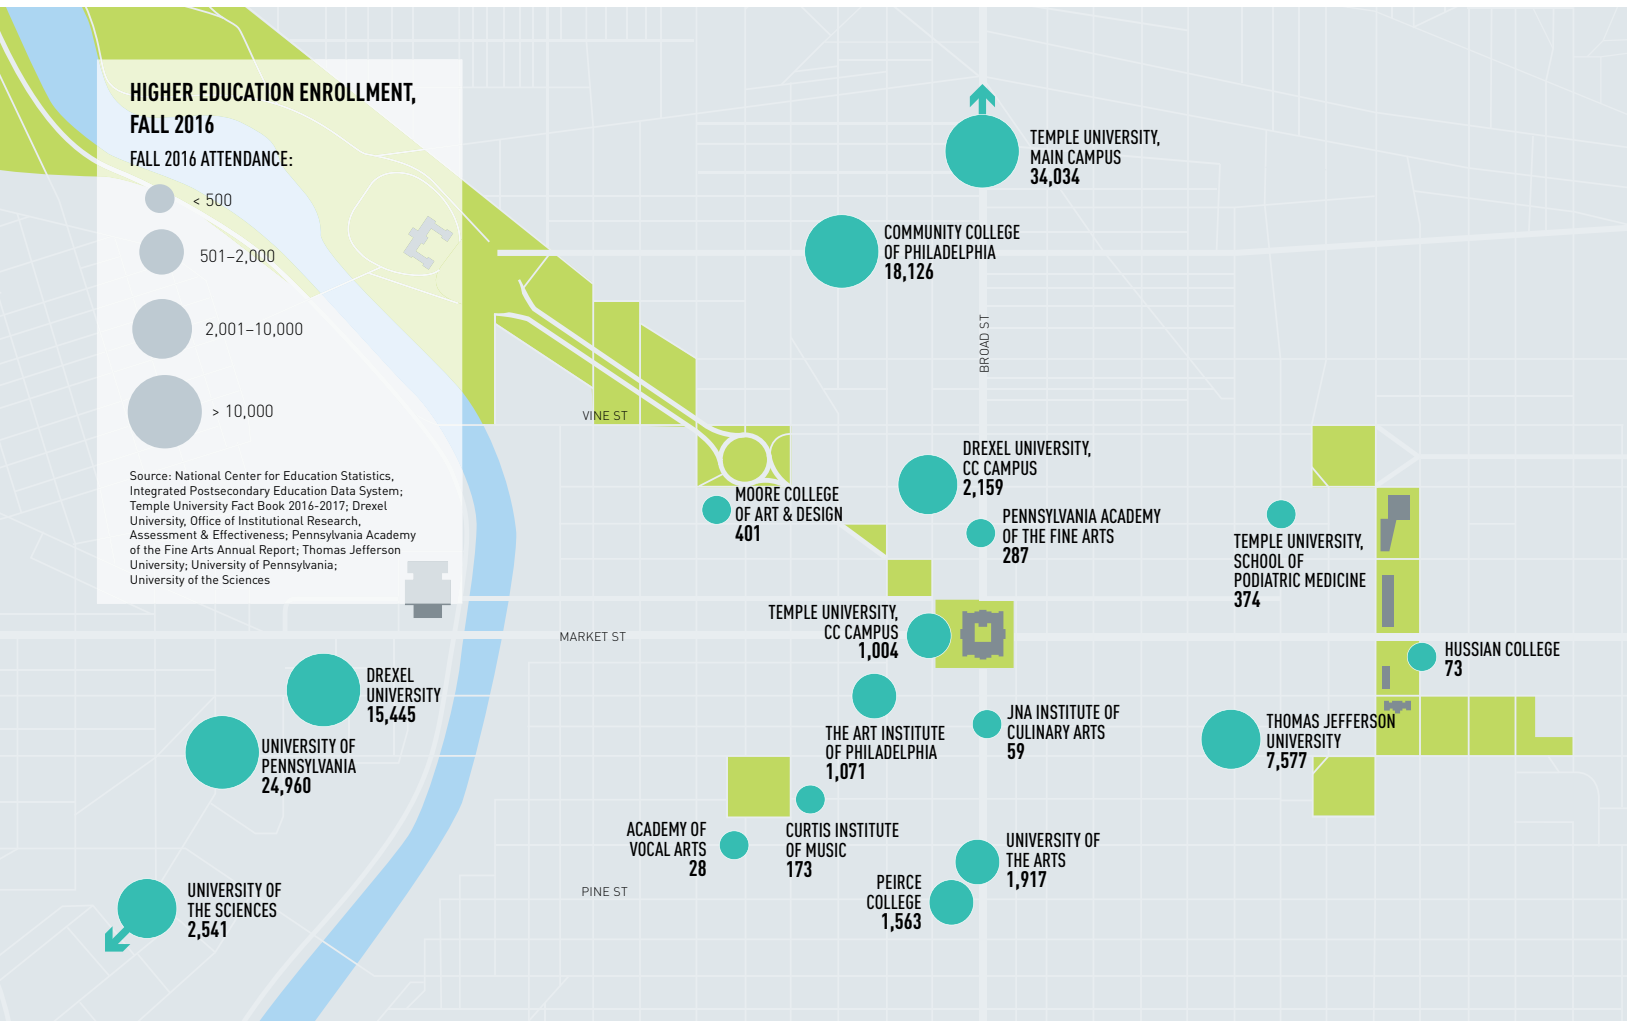 HIGHER EDUCATION ENROLLMENT,
FALL 2016
FALL 2016 ATTENDANCE:
< 500
501–2,000
2,001–10,000
> 10,000
Source: National Center for Education Statistics,
Integrated Postsecondary Education Data System;
Temple University Fact Book 2016-2017; Drexel
University, Office of Institutional Research,
Assessment & Effectiveness; Pennsylvania Academy
of the Fine Arts Annual Report; Thomas Jefferson
University; University of Pennsylvania;
University of the Sciences
TEMPLE UNIVERSITY,
MAIN CAMPUS
34,034
COMMUNITY COLLEGE
OF PHILADELPHIA
18,126
BROAD ST
VINE ST
DREXEL UNIVERSITY,
CC CAMPUS
2,159
MOORE COLLEGE
OF ART & DESIGN
401
PENNSYLVANIA ACADEMY
OF THE FINE ARTS
287
TEMPLE UNIVERSITY,
SCHOOL OF
PODIATRIC MEDICINE
374
TEMPLE UNIVERSITY,
CC CAMPUS
1,004
MARKET ST
HUSSIAN COLLEGE
73
DREXEL
UNIVERSITY
15,445
UNIVERSITY OF
PENNSYLVANIA
24,960
THE ART INSTITUTE
OF PHILADELPHIA
1,071
JNA INSTITUTE OF
CULINARY ARTS
59
THOMAS JEFFERSON
UNIVERSITY
7,577
ACADEMY OF
VOCAL ARTS
28
CURTIS INSTITUTE
OF MUSIC
173
UNIVERSITY OF
THE ARTS
1,917
PEIRCE
COLLEGE
1,563
PINE ST
UNIVERSITY OF
THE SCIENCES
2,541